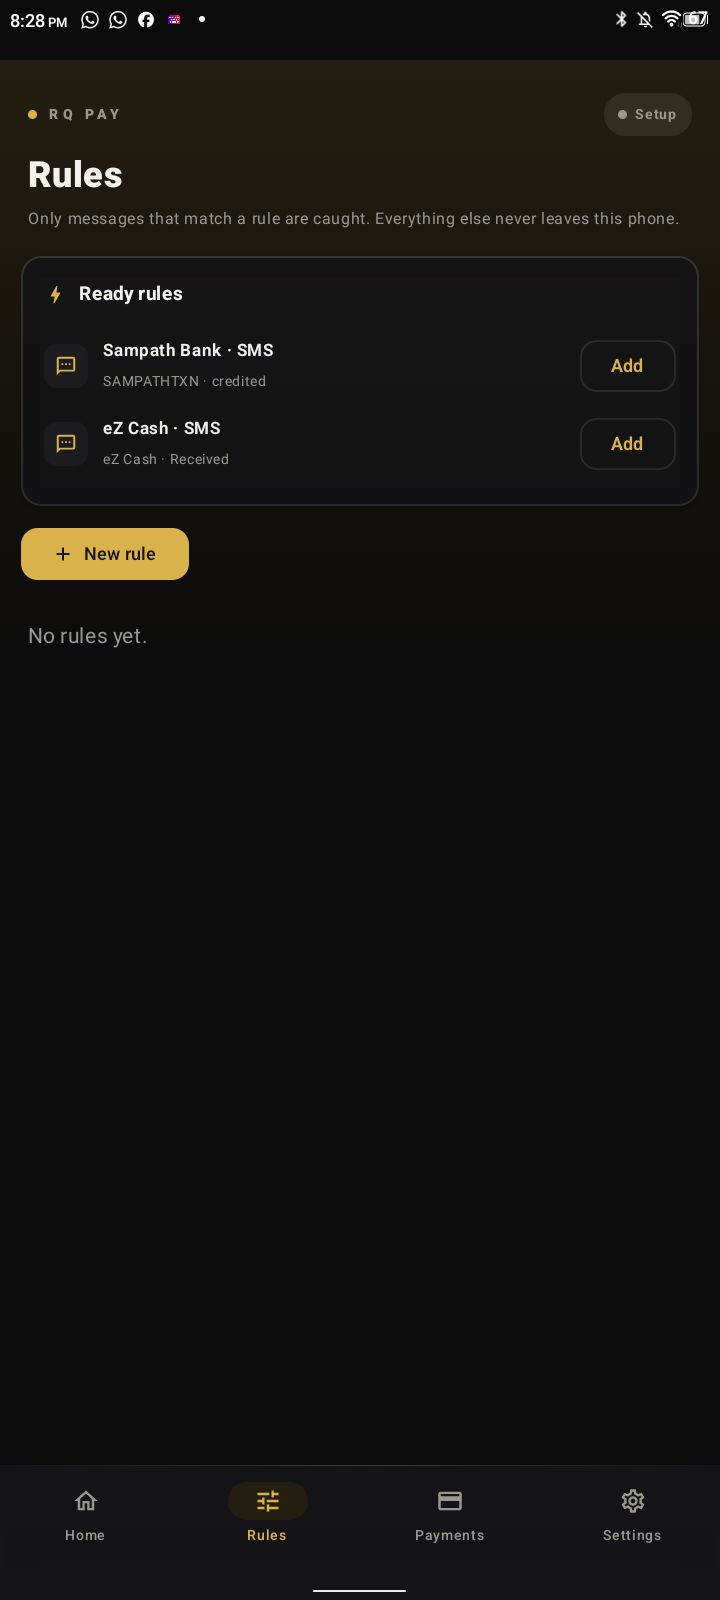 8:28 PM
67
RQ PAY
Setup
Rules
Only messages that match a rule are caught. Everything else never leaves this phone.
Ready rules
Sampath Bank · SMS
SAMPATHTXN · credited
Add
eZ Cash · SMS
eZ Cash · Received
Add
New rule
No rules yet.
Home
Rules
Payments
Settings